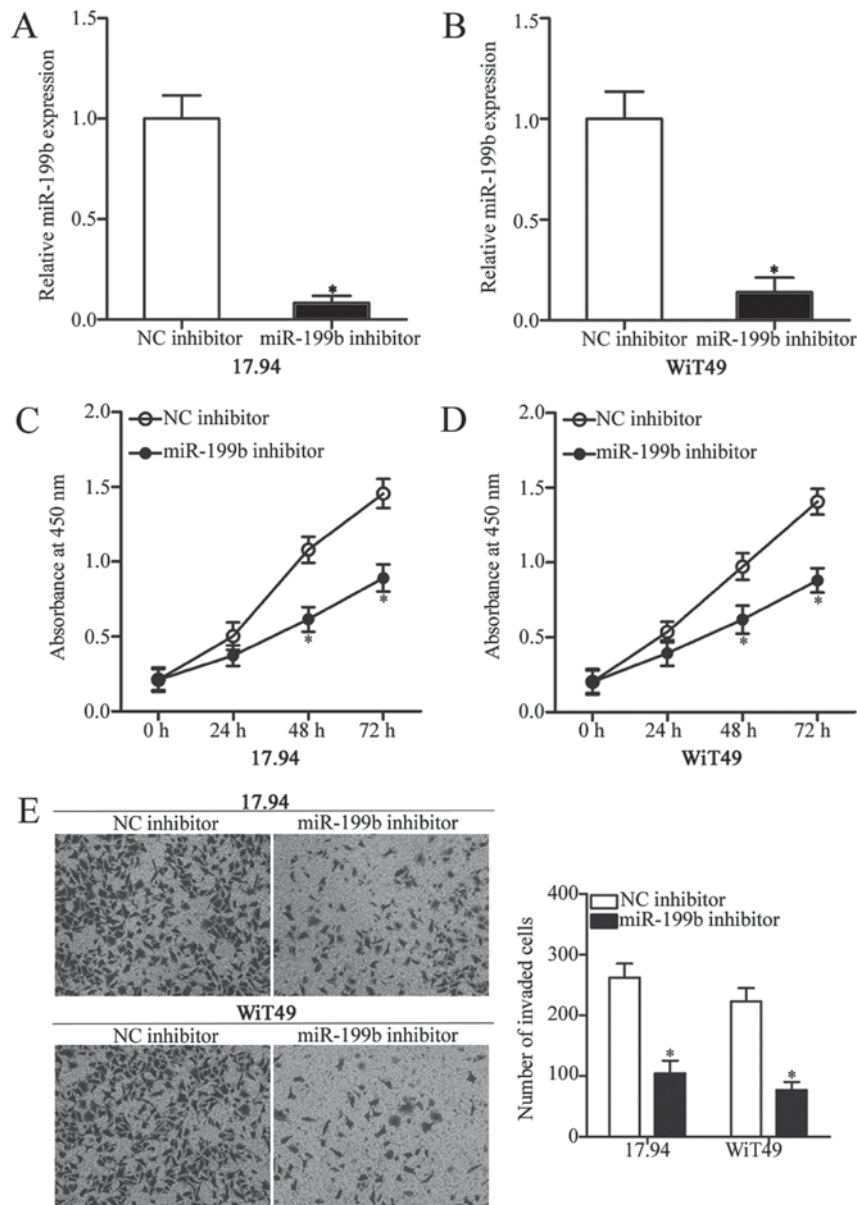 A
Relative miR-199b expression
1.5
1.0
0.5
0.0
*
NC inhibitor miR-199b inhibitor
17.94
B
Relative miR-199b expression
1.5
1.0
0.5
0.0
*
NC inhibitor miR-199b inhibitor
WiT49
C
NC inhibitor
miR-199b inhibitor
Absorbance at 450 nm
2.0
1.5
1.0
0.5
0.0
*
*
0 h 24 h 48 h 72 h
17.94
D
NC inhibitor
miR-199b inhibitor
Absorbance at 450 nm
2.0
1.5
1.0
0.5
0.0
*
*
0 h 24 h 48 h 72 h
WiT49
E
17.94
NC inhibitor miR-199b inhibitor
WiT49
NC inhibitor miR-199b inhibitor
NC inhibitor
miR-199b inhibitor
Number of invaded cells
400
300
200
100
0
*
*
17.94 WiT49